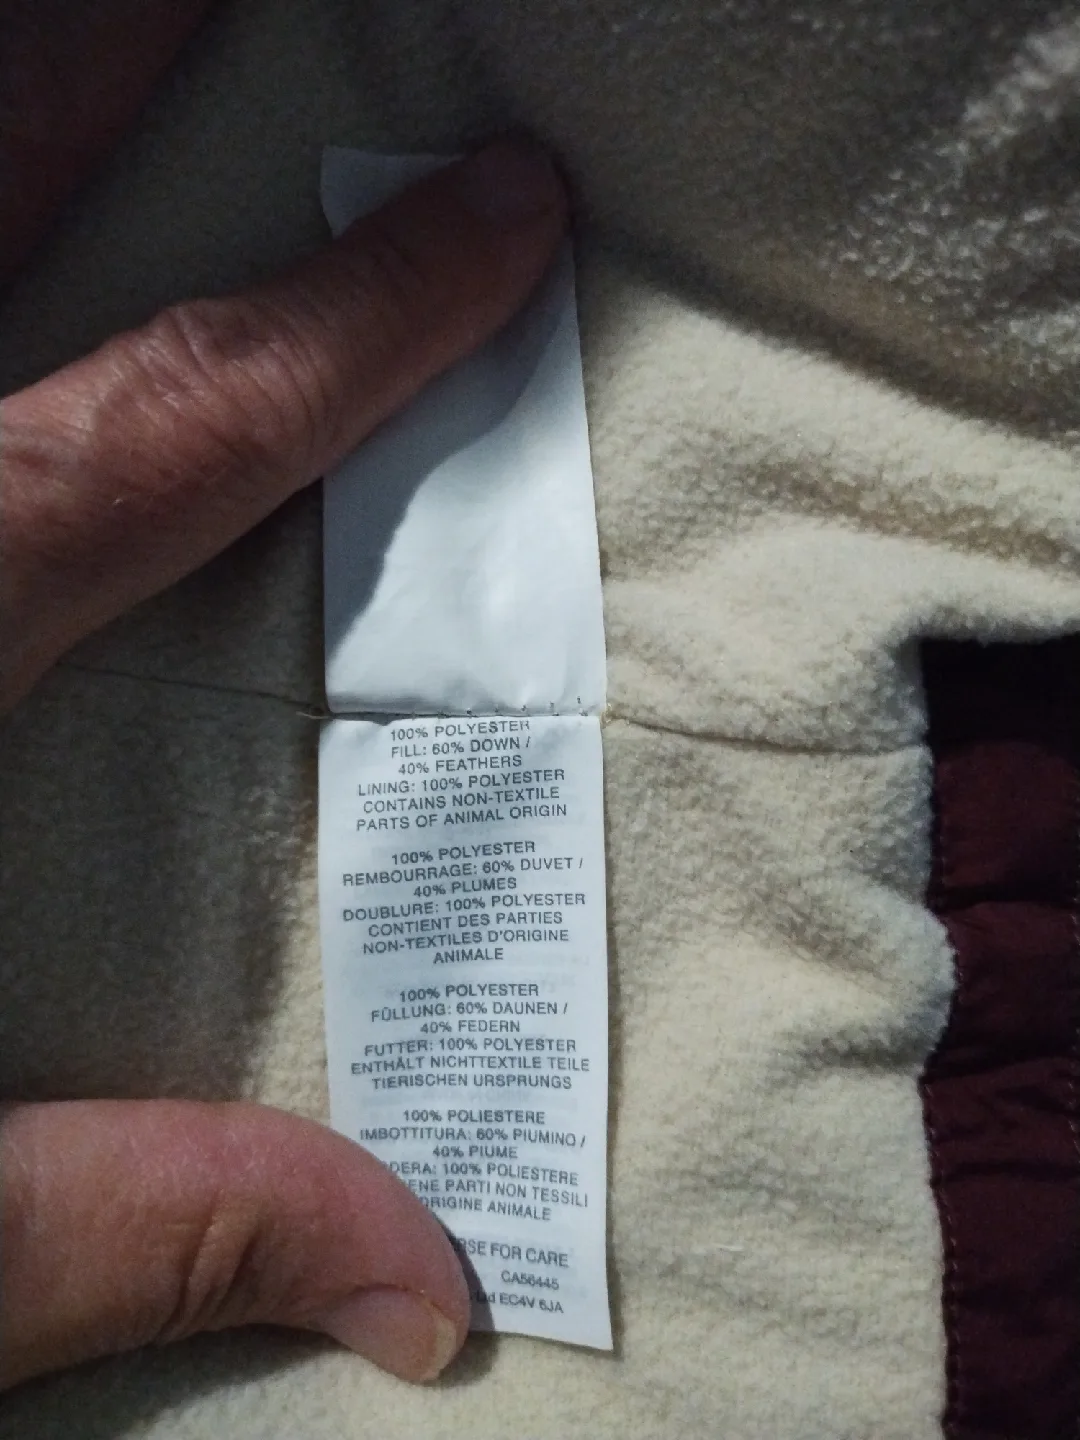 100% POLYESTER
FILL: 60% DOWN /
40% FEATHERS
LINING: 100% POLYESTER
CONTAINS NON-TEXTILE
PARTS OF ANIMAL ORIGIN
100% POLYESTER
REMBOURRAGE: 60% DUVET /
40% PLUMES
DOUBLURE: 100% POLYESTER
CONTIENT DES PARTIES
NON-TEXTILES D'ORIGINE
ANIMALE
100% POLYESTER
FÜLLUNG: 60% DAUNEN /
40% FEDERN
FUTTER: 100% POLYESTER
ENTHÄLT NICHTTEXTILE TEILE
TIERISCHEN URSPRUNGS
100% POLIESTERE
IMBOTTITURA: 60% PIUMINO /
40% PIUME
100% POLIESTERE
PARTI NON TESSILI
ORIGINE ANIMALE
FOR CARE
CA56445
Ltd EC4V 6JA